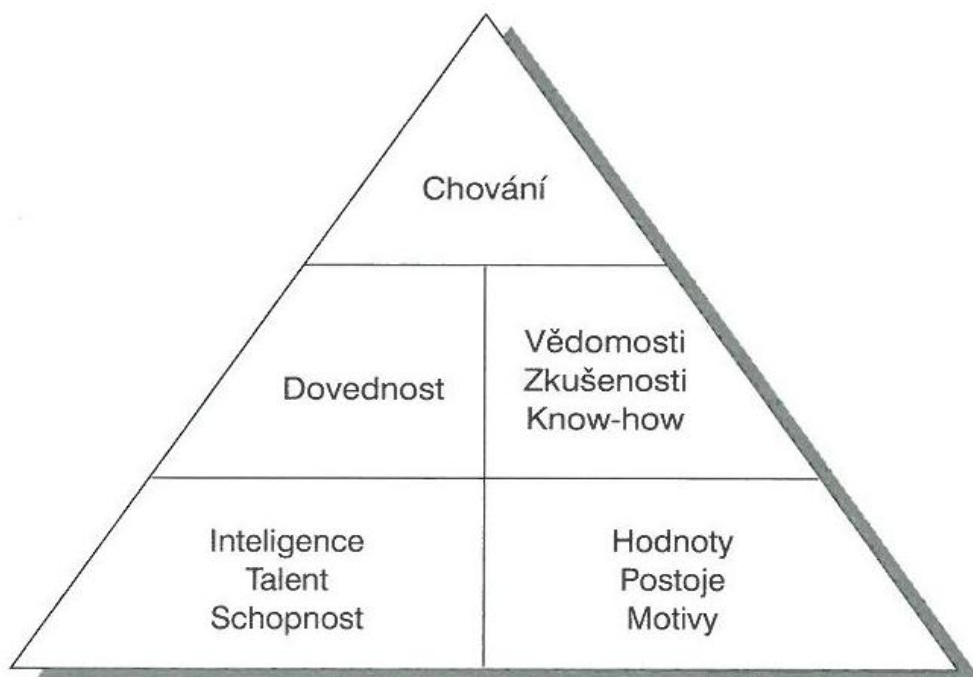 Chování
Dovednost
Vědomosti
Zkušenosti
Know-how
Inteligence
Talent
Schopnost
Hodnoty
Postoje
Motivy